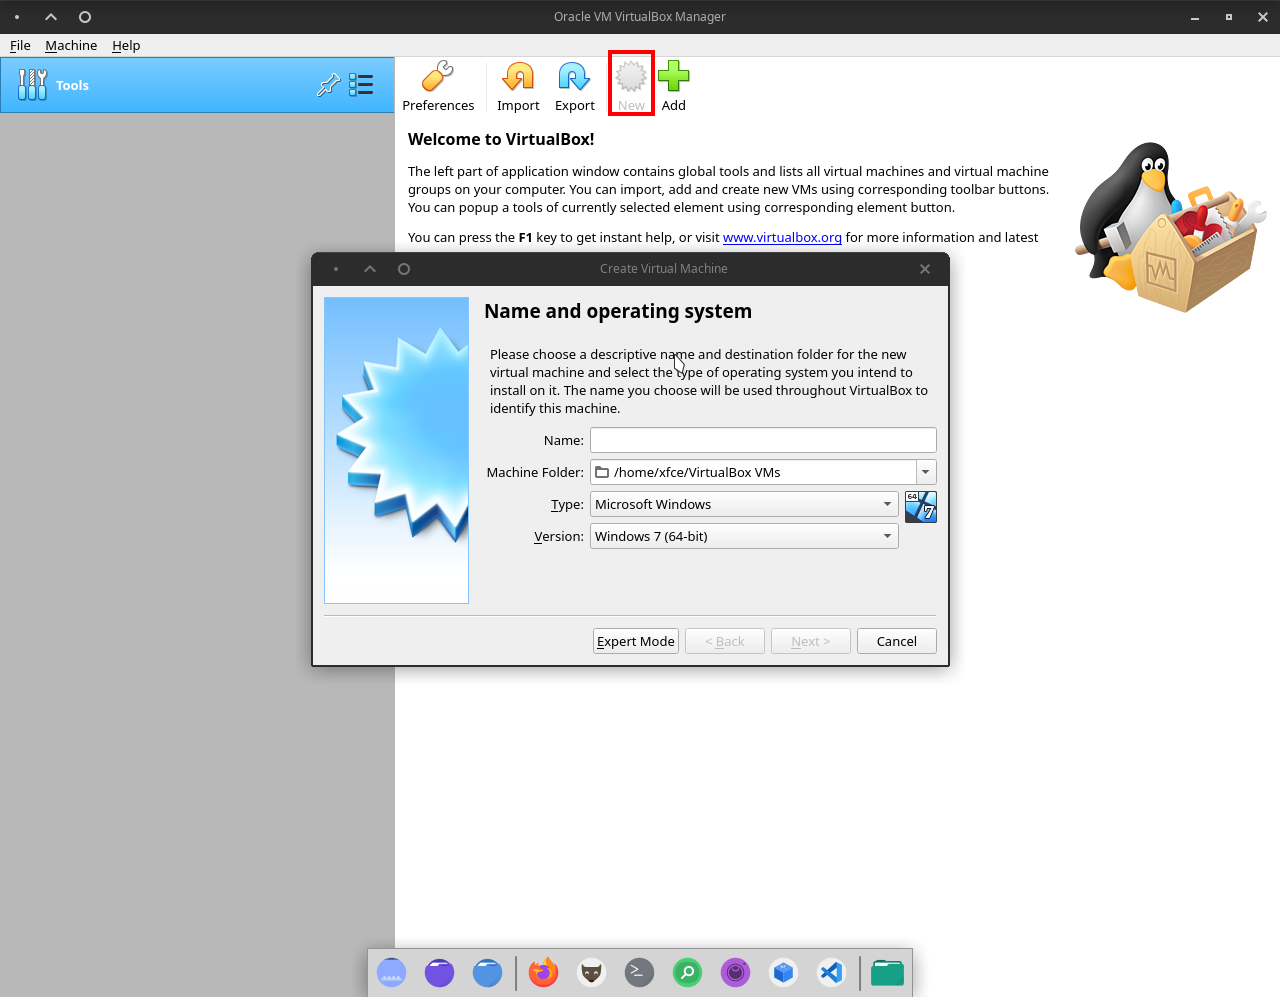 Oracle VM VirtualBox Manager
File Machine Help
Tools
Preferences Import Export New Add
Welcome to VirtualBox!
The left part of application window contains global tools and lists all virtual machines and virtual machine
groups on your computer. You can import, add and create new VMs using corresponding toolbar buttons.
You can popup a tools of currently selected element using corresponding element button.
You can press the F1 key to get instant help, or visit www.virtualbox.org for more information and latest
Create Virtual Machine
Name and operating system
Please choose a descriptive name and destination folder for the new
virtual machine and select the type of operating system you intend to
install on it. The name you choose will be used throughout VirtualBox to
identify this machine.
Name:
Machine Folder: /home/xfce/VirtualBox VMs
Type: Microsoft Windows
64
7
Version: Windows 7 (64-bit)
Expert Mode < Back Next > Cancel